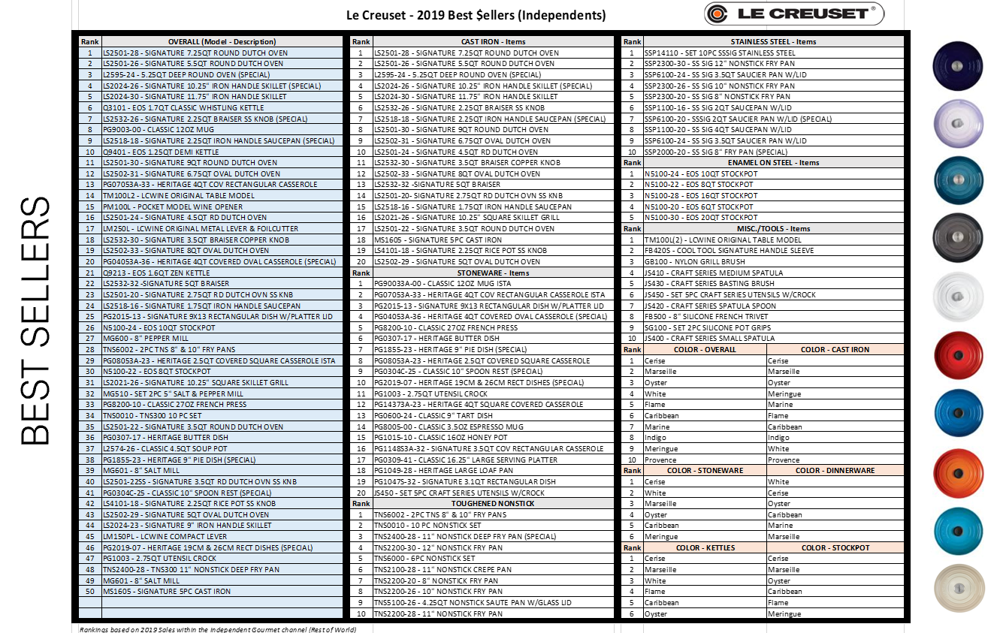 Le Creuset - 2019 Best $ellers (Independents)
LE CREUSET®
BEST SELLERS
Rank OVERALL (Model - Description)
1 LS2501-28 - SIGNATURE 7.25QT ROUND DUTCH OVEN
2 LS2501-26 - SIGNATURE 5.5QT ROUND DUTCH OVEN
3 L2595-24 - 5.25QT DEEP ROUND OVEN (SPECIAL)
4 LS2024-26 - SIGNATURE 10.25" IRON HANDLE SKILLET (SPECIAL)
5 LS2024-30 - SIGNATURE 11.75" IRON HANDLE SKILLET
6 Q3101 - EOS 1.7QT CLASSIC WHISTLING KETTLE
7 LS2532-26 - SIGNATURE 2.25QT BRAISER SS KNOB (SPECIAL)
8 PG9003-00 - CLASSIC 12OZ MUG
9 LS2518-18 - SIGNATURE 2.25QT IRON HANDLE SAUCEPAN (SPECIAL)
10 Q9401 - EOS 1.25QT DEMI KETTLE
11 LS2501-30 - SIGNATURE 9QT ROUND DUTCH OVEN
12 LS2502-31 - SIGNATURE 6.75QT OVAL DUTCH OVEN
13 PG07053A-33 - HERITAGE 4QT COV RECTANGULAR CASSEROLE
14 TM100L2 - LCWINE ORIGINAL TABLE MODEL
15 PM100L - POCKET MODEL WINE OPENER
16 LS2501-24 - SIGNATURE 4.5QT RD DUTCH OVEN
17 LM250L - LCWINE ORIGINAL METAL LEVER & FOILCUTTER
18 LS2532-30 - SIGNATURE 3.5QT BRAISER COPPER KNOB
19 LS2502-33 - SIGNATURE 8QT OVAL DUTCH OVEN
20 PG04053A-36 - HERITAGE 4QT COVERED OVAL CASSEROLE (SPECIAL)
21 Q9213 - EOS 1.6QT ZEN KETTLE
22 LS2532-32 -SIGNATURE 5QT BRAISER
23 LS2501-20 - SIGNATURE 2.75QT RD DUTCH OVN SS KNB
24 LS2518-16 - SIGNATURE 1.75QT IRON HANDLE SAUCEPAN
25 PG2015-13 - SIGNATURE 9X13 RECTANGULAR DISH W/PLATTER LID
26 N5100-24 - EOS 10QT STOCKPOT
27 MG600 - 8" PEPPER MILL
28 TNS6002 - 2PC TNS 8" & 10" FRY PANS
29 PG08053A-23 - HERITAGE 2.5QT COVERED SQUARE CASSEROLE ISTA
30 N5100-22 - EOS 8QT STOCKPOT
31 LS2021-26 - SIGNATURE 10.25" SQUARE SKILLET GRILL
32 MG510 - SET 2PC 5" SALT & PEPPER MILL
33 PG8200-10 - CLASSIC 27OZ FRENCH PRESS
34 TNS0010 - TNS300 10 PC SET
35 LS2501-22 - SIGNATURE 3.5QT ROUND DUTCH OVEN
36 PG0307-17 - HERITAGE BUTTER DISH
37 L2574-26 - CLASSIC 4.5QT SOUP POT
38 PG1855-23 - HERITAGE 9" PIE DISH (SPECIAL)
39 MG601 - 8" SALT MILL
40 LS2501-22SS - SIGNATURE 3.5QT RD DUTCH OVN SS KNB
41 PG0304C-25 - CLASSIC 10" SPOON REST (SPECIAL)
42 LS4101-18 - SIGNATURE 2.25QT RICE POT SS KNOB
43 LS2502-29 - SIGNATURE 5QT OVAL DUTCH OVEN
44 LS2024-23 - SIGNATURE 9" IRON HANDLE SKILLET
45 LM150PL - LCWINE COMPACT LEVER
46 PG2019-07 - HERITAGE 19CM & 26CM RECT DISHES (SPECIAL)
47 PG1003 - 2.75QT UTENSIL CROCK
48 TNS2400-28 - TNS300 11" NONSTICK DEEP FRY PAN
49 MG601 - 8" SALT MILL
50 MS1605 - SIGNATURE 5PC CAST IRON
Rank CAST IRON - Items
1 LS2501-28 - SIGNATURE 7.25QT ROUND DUTCH OVEN
2 LS2501-26 - SIGNATURE 5.5QT ROUND DUTCH OVEN
3 L2595-24 - 5.25QT DEEP ROUND OVEN (SPECIAL)
4 LS2024-26 - SIGNATURE 10.25" IRON HANDLE SKILLET (SPECIAL)
5 LS2024-30 - SIGNATURE 11.75" IRON HANDLE SKILLET
6 LS2532-26 - SIGNATURE 2.25QT BRAISER SS KNOB
7 LS2518-18 - SIGNATURE 2.25QT IRON HANDLE SAUCEPAN (SPECIAL)
8 LS2501-30 - SIGNATURE 9QT ROUND DUTCH OVEN
9 LS2502-31 - SIGNATURE 6.75QT OVAL DUTCH OVEN
10 LS2501-24 - SIGNATURE 4.5QT RD DUTCH OVEN
11 LS2532-30 - SIGNATURE 3.5QT BRAISER COPPER KNOB
12 LS2502-33 - SIGNATURE 8QT OVAL DUTCH OVEN
13 LS2532-32 -SIGNATURE 5QT BRAISER
14 LS2501-20- SIGNATURE 2.75QT RD DUTCH OVN SS KNB
15 LS2518-16 - SIGNATURE 1.75QT IRON HANDLE SAUCEPAN
16 LS2021-26 - SIGNATURE 10.25" SQUARE SKILLET GRILL
17 LS2501-22 - SIGNATURE 3.5QT ROUND DUTCH OVEN
18 MS1605 - SIGNATURE 5PC CAST IRON
19 LS4101-18 - SIGNATURE 2.25QT RICE POT SS KNOB
20 LS2502-29 - SIGNATURE 5QT OVAL DUTCH OVEN
Rank STONEWARE - Items
1 PG90033A-00 - CLASSIC 12OZ MUG ISTA
2 PG07053A-33 - HERITAGE 4QT COV RECTANGULAR CASSEROLE ISTA
3 PG2015-13 - SIGNATURE 9X13 RECTANGULAR DISH W/PLATTER LID
4 PG04053A-36 - HERITAGE 4QT COVERED OVAL CASSEROLE (SPECIAL)
5 PG8200-10 - CLASSIC 27OZ FRENCH PRESS
6 PG0307-17 - HERITAGE BUTTER DISH
7 PG1855-23 - HERITAGE 9" PIE DISH (SPECIAL)
8 PG08053A-23 - HERITAGE 2.5QT COVERED SQUARE CASSEROLE
9 PG0304C-25 - CLASSIC 10" SPOON REST (SPECIAL)
10 PG2019-07 - HERITAGE 19CM & 26CM RECT DISHES (SPECIAL)
11 PG1003 - 2.75QT UTENSIL CROCK
12 PG14373A-23 - HERITAGE 4QT SQUARE COVERED CASSEROLE
13 PG0600-24 - CLASSIC 9" TART DISH
14 PG8005-00 - CLASSIC 3.5OZ ESPRESSO MUG
15 PG1015-10 - CLASSIC 16OZ HONEY POT
16 PG1148S3A-32 - SIGNATURE 3.5QT COV RECTANGULAR CASSEROLE
17 PG0309-41 - CLASSIC 16.25" LARGE SERVING PLATTER
18 PG1049-28 - HERITAGE LARGE LOAF PAN
19 PG1047S-32 - SIGNATURE 3.1QT RECTANGULAR DISH
20 JS450 - SET 5PC CRAFT SERIES UTENSILS W/CROCK
Rank TOUGHENED NONSTICK
1 TNS6002 - 2PC TNS 8" & 10" FRY PANS
2 TNS0010 - 10 PC NONSTICK SET
3 TNS2400-28 - 11" NONSTICK DEEP FRY PAN (SPECIAL)
4 TNS2200-30 - 12" NONSTICK FRY PAN
5 TNS6000 - 6PC NONSTICK SET
6 TNS2100-28 - 11" NONSTICK CREPE PAN
7 TNS2200-20 - 8" NONSTICK FRY PAN
8 TNS2200-26 - 10" NONSTICK FRY PAN
9 TNS5100-26 - 4.25QT NONSTICK SAUTE PAN W/GLASS LID
10 TNS2200-28 - 11" NONSTICK FRY PAN
Rank STAINLESS STEEL - Items
1 SSP14110 - SET 10PC SSSIG STAINLESS STEEL
2 SSP2300-30 - SS SIG 12" NONSTICK FRY PAN
3 SSP6100-24 - SS SIG 3.5QT SAUCIER PAN W/LID
4 SSP2300-26 - SS SIG 10" NONSTICK FRY PAN
5 SSP2300-20 - SS SIG 8" NONSTICK FRY PAN
6 SSP1100-16 - SS SIG 2QT SAUCEPAN W/LID
7 SSP6100-20 - SSSIG 2QT SAUCIER PAN W/LID (SPECIAL)
8 SSP1100-20 - SS SIG 4QT SAUCEPAN W/LID
9 SSP6100-24 - SS SIG 3.5QT SAUCIER PAN W/LID
10 SSP2000-20 - SS SIG 8" FRY PAN (SPECIAL)
Rank ENAMEL ON STEEL - Items
1 N5100-24 - EOS 10QT STOCKPOT
2 N5100-22 - EOS 8QT STOCKPOT
3 N5100-28 - EOS 16QT STOCKPOT
4 N5100-20 - EOS 6QT STOCKPOT
5 N5100-30 - EOS 20QT STOCKPOT
Rank MISC./TOOLS - Items
1 TM100L(2) - LCWINE ORIGINAL TABLE MODEL
2 FB420S - COOL TOOL SIGNATURE HANDLE SLEEVE
3 GB100 - NYLON GRILL BRUSH
4 JS410 - CRAFT SERIES MEDIUM SPATULA
5 JS430 - CRAFT SERIES BASTING BRUSH
6 JS450 - SET 5PC CRAFT SERIES UTENSILS W/CROCK
7 JS420 - CRAFT SERIES SPATULA SPOON
8 FB500 - 8" SILICONE FRENCH TRIVET
9 SG100 - SET 2PC SILICONE POT GRIPS
10 JS400 - CRAFT SERIES SMALL SPATULA
Rank COLOR - OVERALL COLOR - CAST IRON
1 Cerise Cerise
2 Marseille Marseille
3 Oyster Oyster
4 White Meringue
5 Flame Marine
6 Caribbean Flame
7 Marine Caribbean
8 Indigo Indigo
9 Meringue White
10 Provence Provence
Rank COLOR - STONEWARE COLOR - DINNERWARE
1 Cerise White
2 White Cerise
3 Marseille Oyster
4 Oyster Caribbean
5 Caribbean Marine
6 Meringue Marseille
Rank COLOR - KETTLES COLOR - STOCKPOT
1 Cerise Cerise
2 Marseille Marseille
3 White Oyster
4 Flame Caribbean
5 Caribbean Flame
6 Oyster Meringue
Rankings based on 2019 Sales within the Independent Gourmet channel (Rest of World)